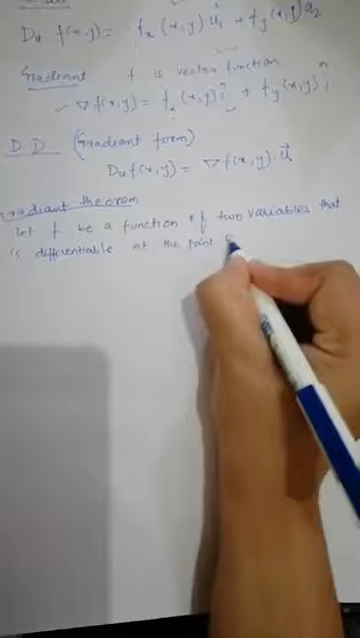 Du f(x,y) = fx (x,y) u1 + fy (x,y) u2
Gradiant f is vector function
∇f(x,y) = fx (x,y) î + fy (x,y) ĵ
D D (Gradiant form)
Du f(x,y) = ∇f(x,y) . u⃗
Gradiant theorem
Let f be a function of two variables that
is differentiable at the point